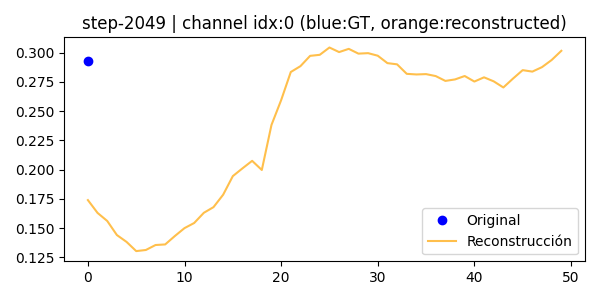 step-2049 | channel idx:0 (blue:GT, orange:reconstructed)
0.300
0.275
0.250
0.225
0.200
0.175
0.150
0.125
Original
Reconstrucción
0 10 20 30 40 50